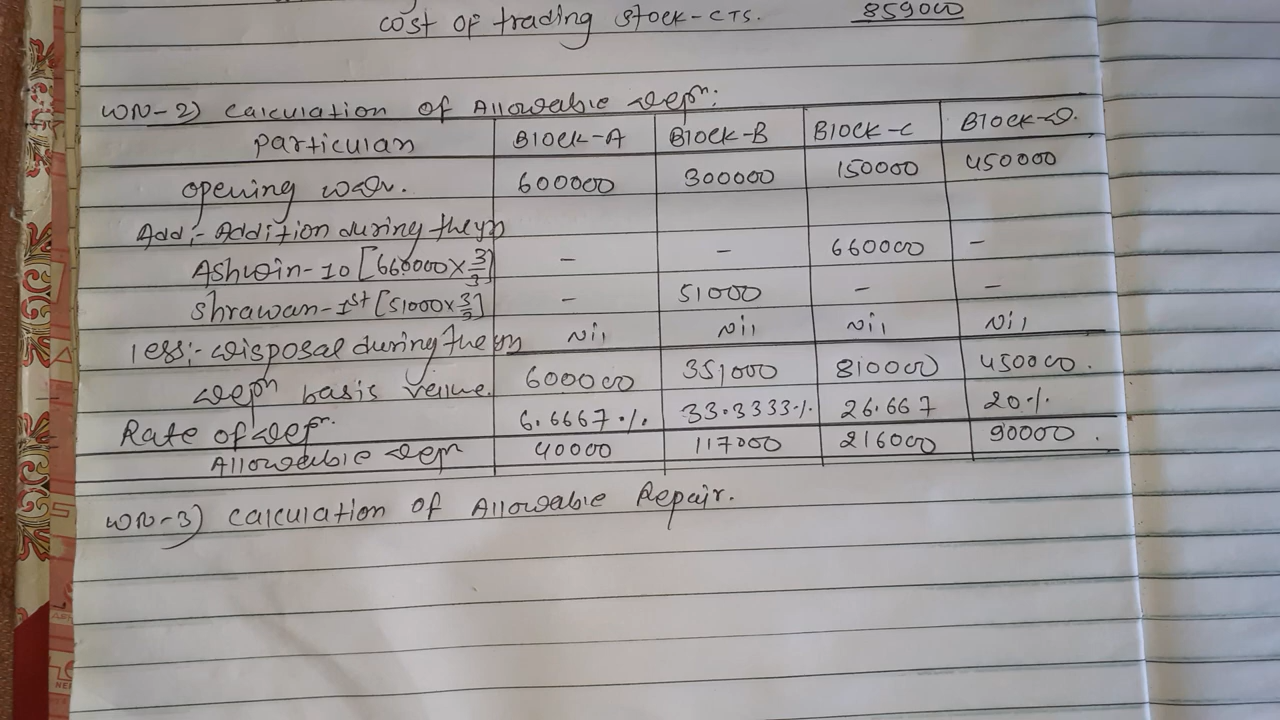 cost of trading stock-CTS. 859000
WN-2) Calculation of Allowable Depn:
Particulars Block-A Block-B Block-C Block-D.
Opening WDV. 600000 300000 150000 450000
Add:- Addition during the yr
Ashwin-10 [660000×3/3] - - 660000 -
Shrawan-1st [51000×3/3] - 51000 - -
less:- Disposal during the yr Nil Nil Nil Nil
Depn basis value. 600000 351000 810000 450000.
Rate of Depn. 6.6667% 33.3333% 26.667 20%
Allowable Depn 40000 117000 216000 90000.
WN-3) Calculation of Allowable Repair.